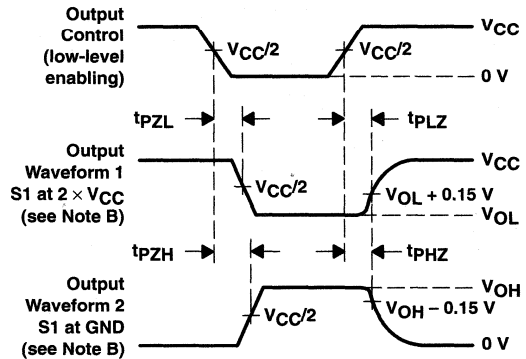 Output
Control
(low-level
enabling)
VCC/2
VCC/2
VCC
0 V
tPZL
tPLZ
Output
Waveform 1
S1 at 2 × VCC
(see Note B)
VCC/2
VCC
VOL + 0.15 V
VOL
tPZH
tPHZ
Output
Waveform 2
S1 at GND
(see Note B)
VCC/2
VOH
VOH − 0.15 V
0 V